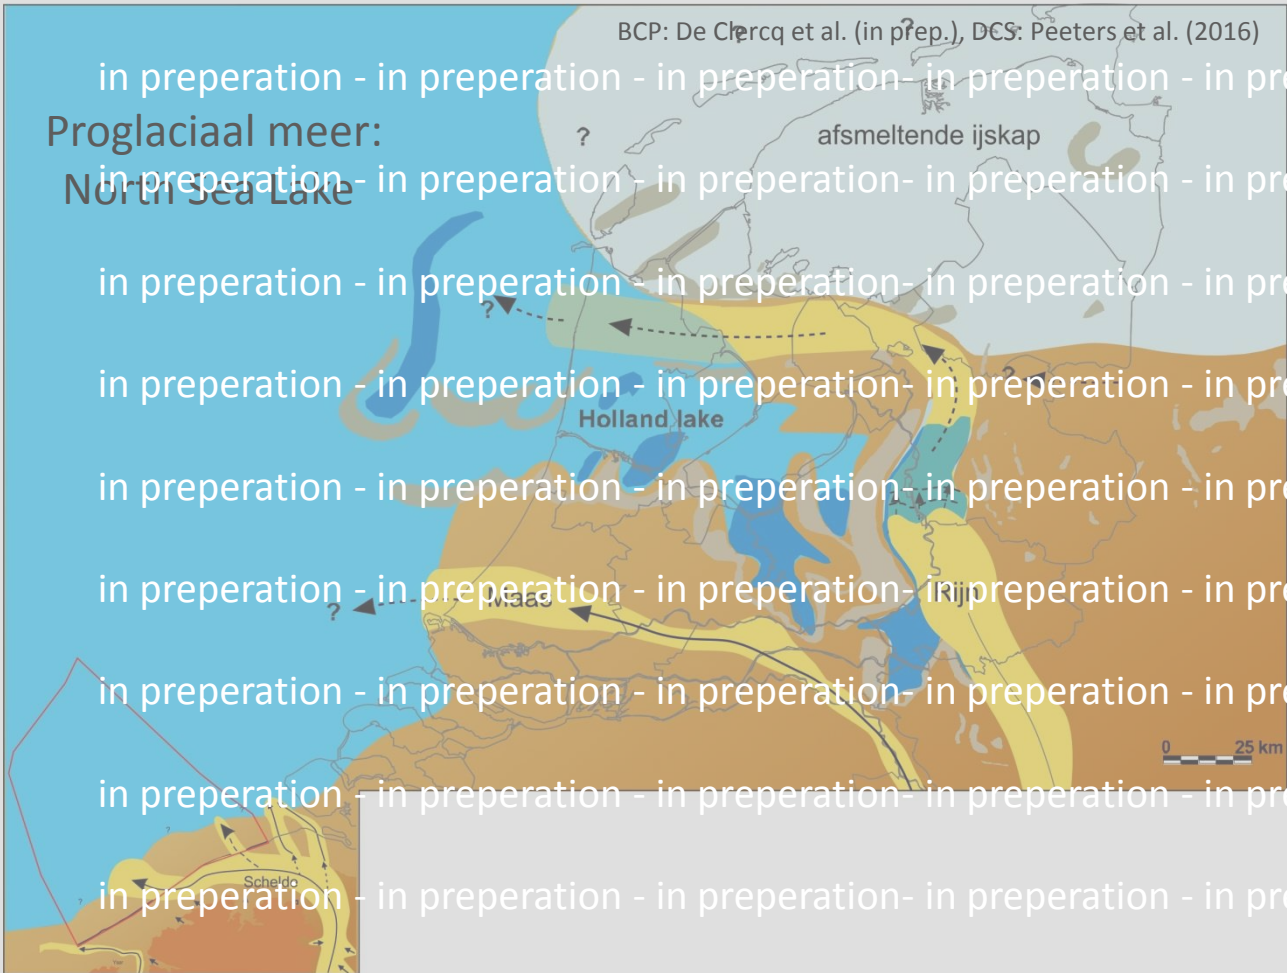 BCP: De Clercq et al. (in prep.), DCS: Peeters et al. (2016)
in preperation - in preperation - in preperation- in preperation - in pre
Proglaciaal meer:
afsmeltende ijskap
North Sea Lake
in preperation - in preperation - in preperation- in preperation - in pre
in preperation - in preperation - in preperation- in preperation - in pre
in preperation - in preperation - in preperation- in preperation - in pre
Holland lake
in preperation - in preperation - in preperation- in preperation - in pre
in preperation - in preperation - in preperation- in preperation - in pre
Maas
Rijn
in preperation - in preperation - in preperation- in preperation - in pre
0 25 km
in preperation - in preperation - in preperation- in preperation - in pre
Schelde
in preperation - in preperation - in preperation- in preperation - in pre